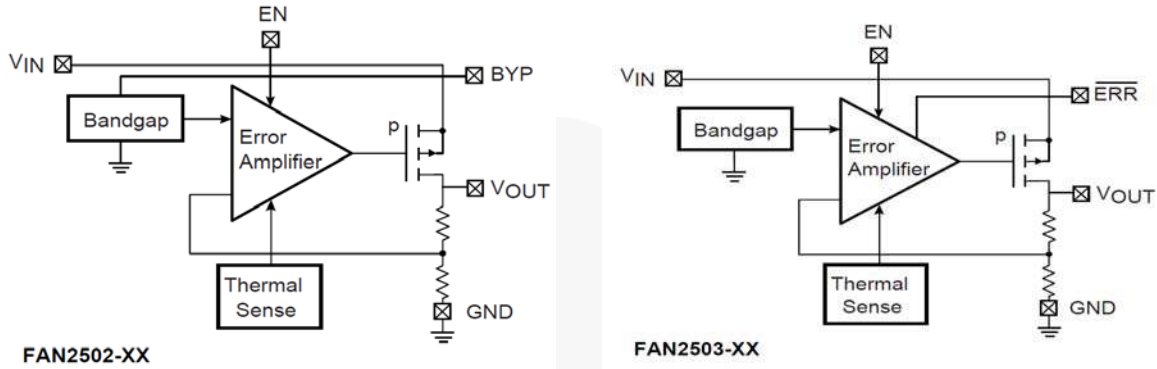 EN
VIN
BYP
Bandgap
Error
Amplifier
p
VOUT
Thermal
Sense
GND
FAN2502-XX
EN
VIN
ERR
Bandgap
Error
Amplifier
p
VOUT
Thermal
Sense
GND
FAN2503-XX